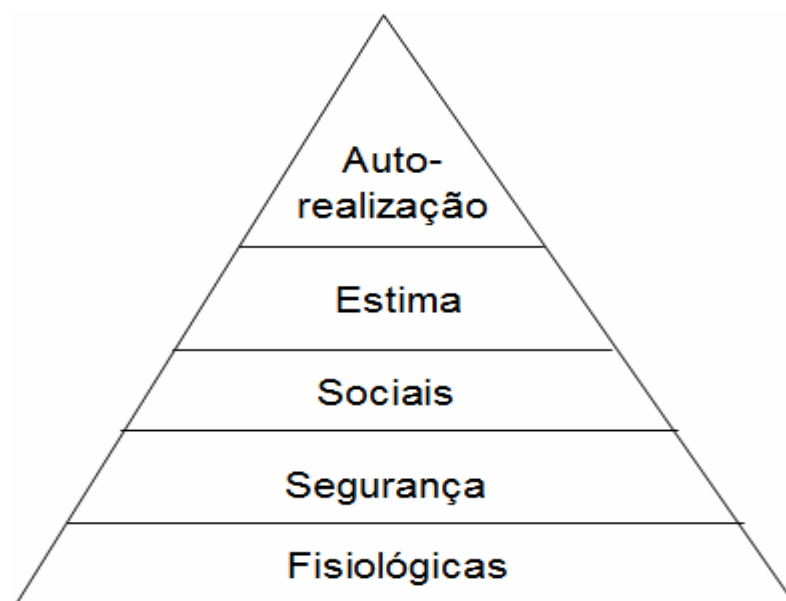 Auto-
realização
Estima
Sociais
Segurança
Fisiológicas